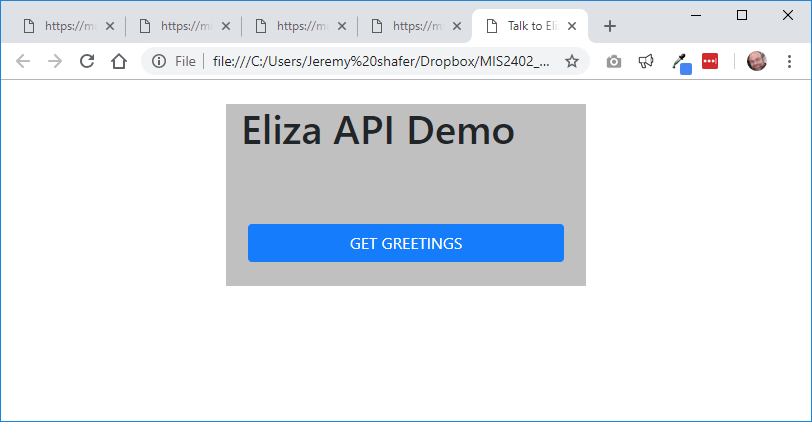 https://m
https://m
https://m
https://m
Talk to Eli
File
file:///C:/Users/Jeremy%20shafer/Dropbox/MIS2402_...
Eliza API Demo
GET GREETINGS